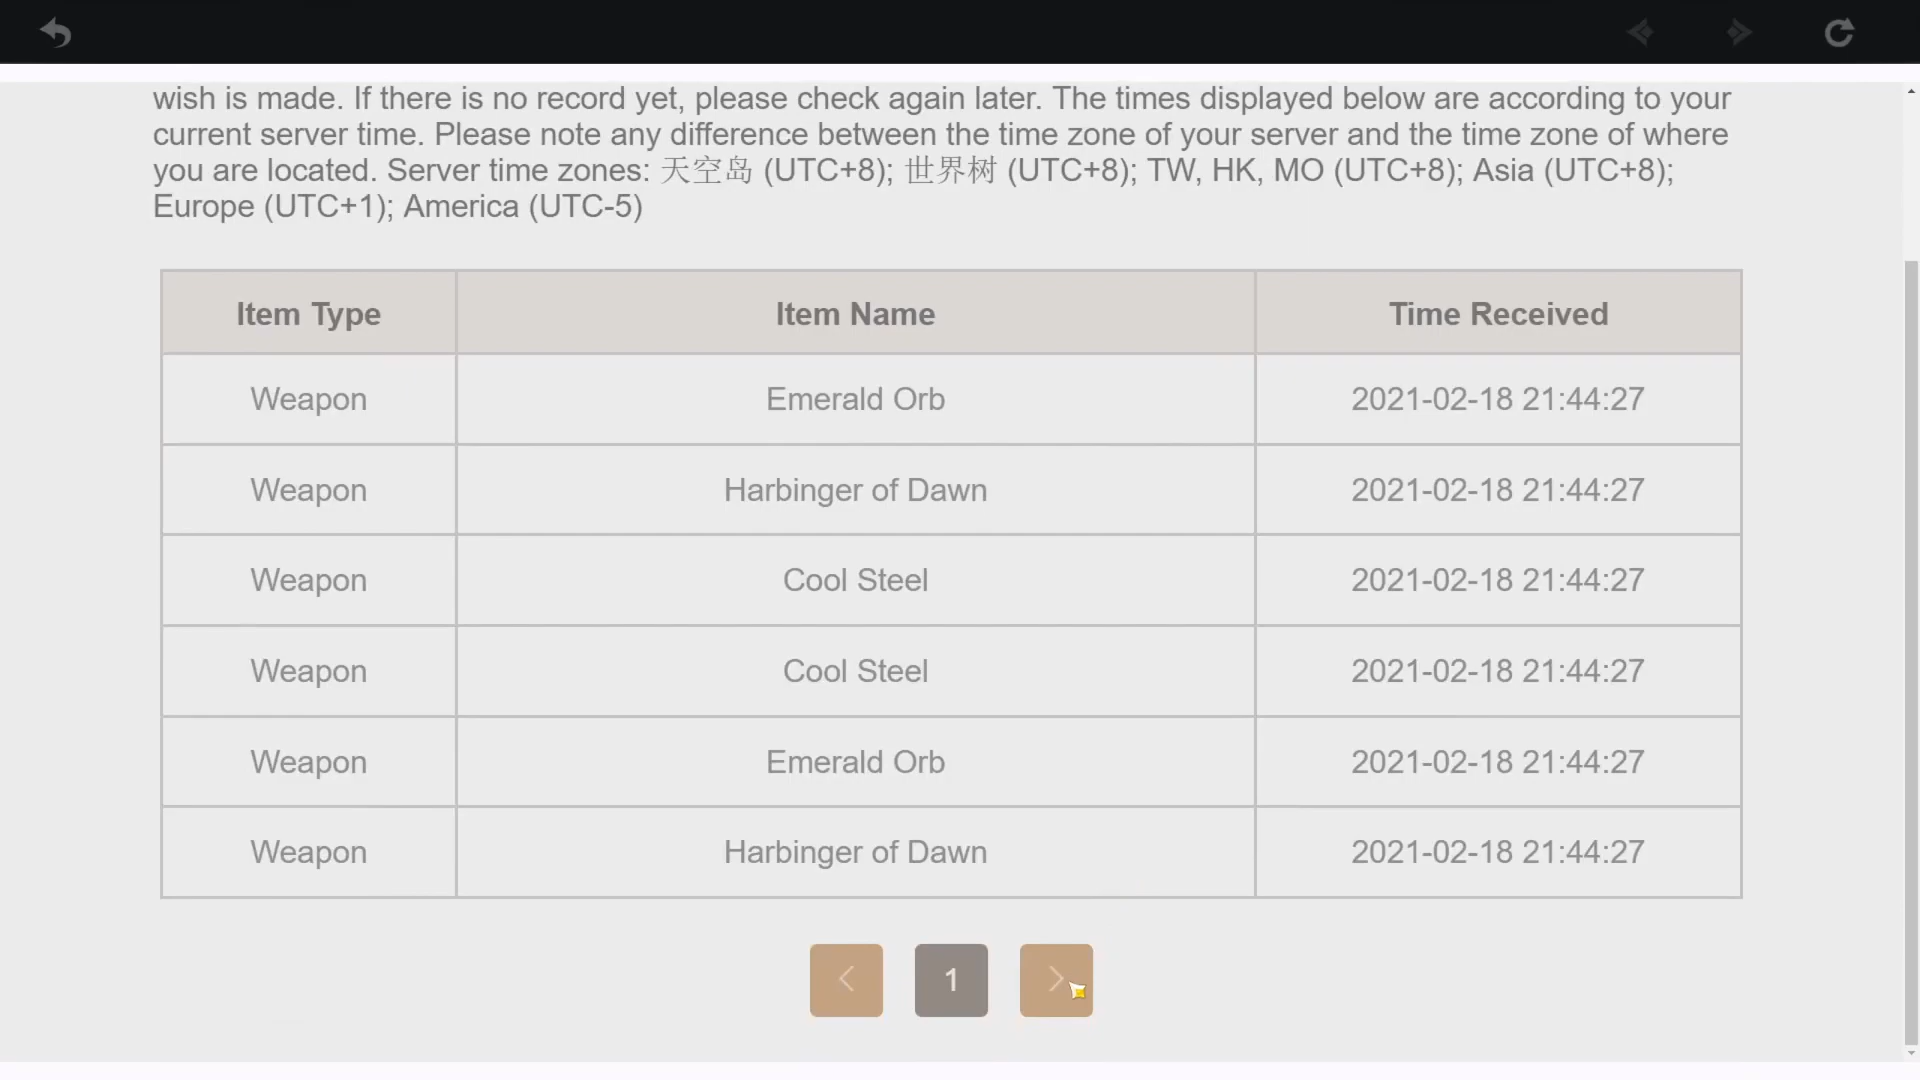 wish is made. If there is no record yet, please check again later. The times displayed below are according to your
current server time. Please note any difference between the time zone of your server and the time zone of where
you are located. Server time zones: 天空岛 (UTC+8); 世界树 (UTC+8); TW, HK, MO (UTC+8); Asia (UTC+8);
Europe (UTC+1); America (UTC-5)
Item Type Item Name Time Received
Weapon Emerald Orb 2021-02-18 21:44:27
Weapon Harbinger of Dawn 2021-02-18 21:44:27
Weapon Cool Steel 2021-02-18 21:44:27
Weapon Cool Steel 2021-02-18 21:44:27
Weapon Emerald Orb 2021-02-18 21:44:27
Weapon Harbinger of Dawn 2021-02-18 21:44:27
1